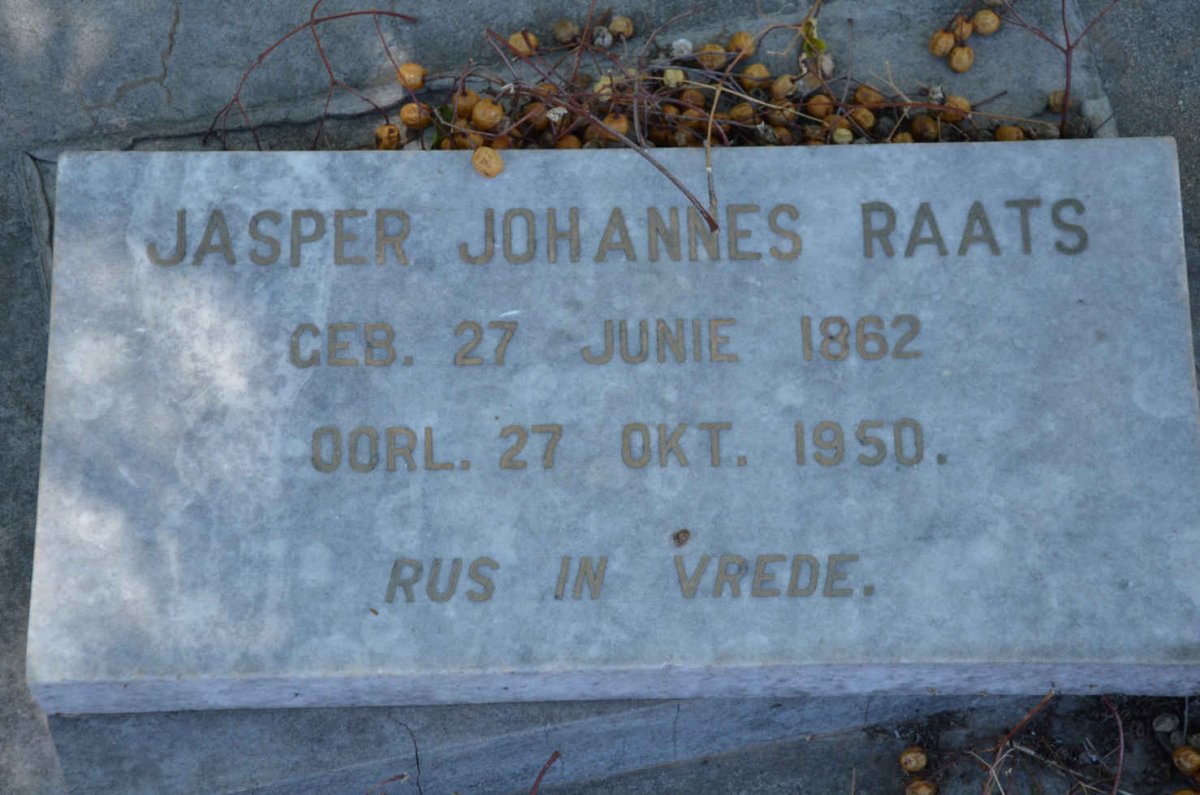 JASPER JOHANNES RAATS
GEB. 27 JUNIE 1862
OORL. 27 OKT. 1950.
RUS IN VREDE.